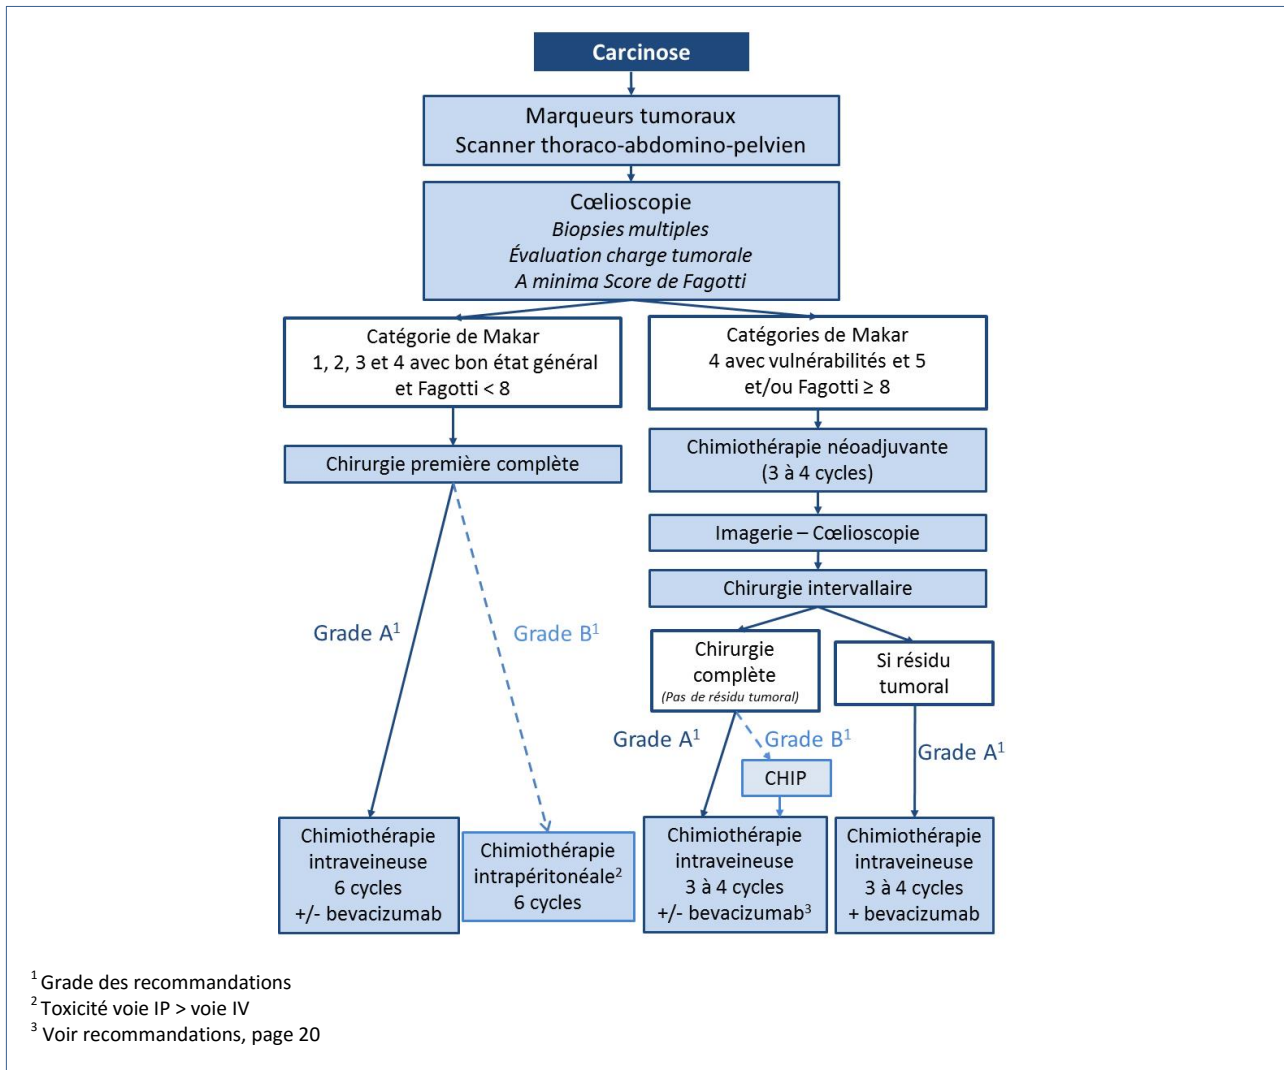 Carcinose
Marqueurs tumoraux
Scanner thoraco-abdomino-pelvien
Cœlioscopie
Biopsies multiples
Évaluation charge tumorale
A minima Score de Fagotti
Catégorie de Makar
1, 2, 3 et 4 avec bon état général
et Fagotti < 8
Catégories de Makar
4 avec vulnérabilités et 5
et/ou Fagotti ≥ 8
Chirurgie première complète
Chimiothérapie néoadjuvante
(3 à 4 cycles)
Imagerie – Cœlioscopie
Chirurgie intervallaire
Grade A¹
Grade B¹
Chirurgie
complète
(Pas de résidu tumoral)
Si résidu
tumoral
Grade A¹
Grade B¹
Grade A¹
CHIP
Chimiothérapie
intraveineuse
6 cycles
+/- bevacizumab
Chimiothérapie
intrapéritonéale²
6 cycles
Chimiothérapie
intraveineuse
3 à 4 cycles
+/- bevacizumab³
Chimiothérapie
intraveineuse
3 à 4 cycles
+ bevacizumab
¹ Grade des recommandations
² Toxicité voie IP > voie IV
³ Voir recommandations, page 20